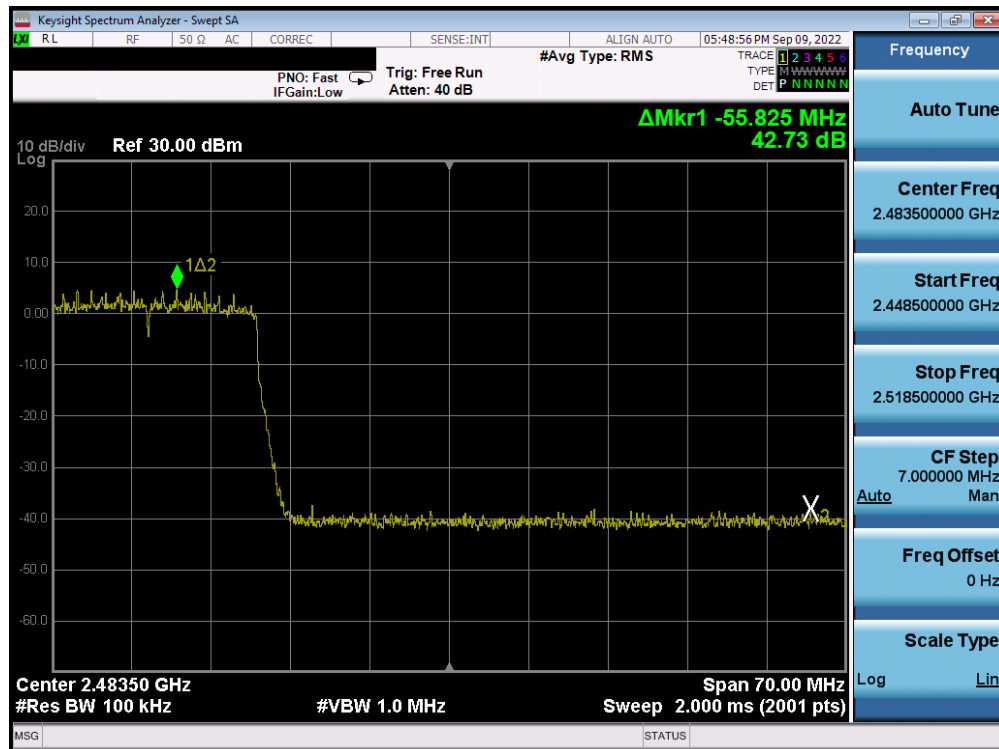 Keysight Spectrum Analyzer - Swept SA
LXI RL RF 50 Ω AC CORREC SENSE:INT ALIGN AUTO 05:48:56 PM Sep 09, 2022
PNO: Fast
IFGain:Low
Trig: Free Run
Atten: 40 dB
#Avg Type: RMS
TRACE 1 2 3 4 5 6
TYPE M WWWWW
DET P N N N N N
ΔMkr1 -55.825 MHz
42.73 dB
10 dB/div Ref 30.00 dBm
Log
20.0
10.0
0.00
-10.0
-20.0
-30.0
-40.0
-50.0
-60.0
1Δ2
X2
Center 2.48350 GHz Span 70.00 MHz
#Res BW 100 kHz #VBW 1.0 MHz Sweep 2.000 ms (2001 pts)
MSG STATUS
Frequency
Auto Tune
Center Freq
2.483500000 GHz
Start Freq
2.448500000 GHz
Stop Freq
2.518500000 GHz
CF Step
7.000000 MHz
Auto Man
Freq Offset
0 Hz
Scale Type
Log Lin